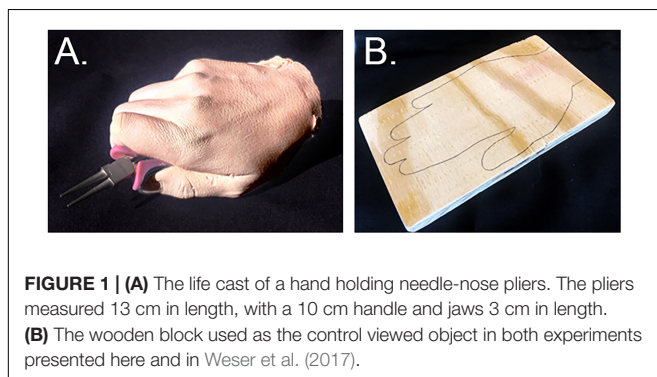 A.
B.
FIGURE 1 | (A) The life cast of a hand holding needle-nose pliers. The pliers
measured 13 cm in length, with a 10 cm handle and jaws 3 cm in length.
(B) The wooden block used as the control viewed object in both experiments
presented here and in Weser et al. (2017).